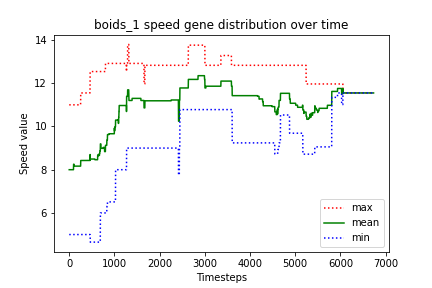 boids_1 speed gene distribution over time
14
12
10
8
6
Speed value
0 1000 2000 3000 4000 5000 6000 7000
Timesteps
max
mean
min